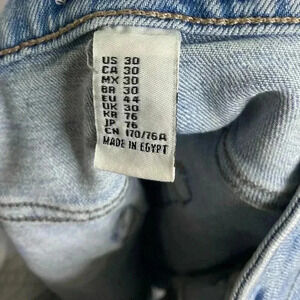 US 30
CA 30
MX 30
BR 30
EU 44
UK 30
KR 76
JP 76
CN 170/76A
MADE IN EGYPT